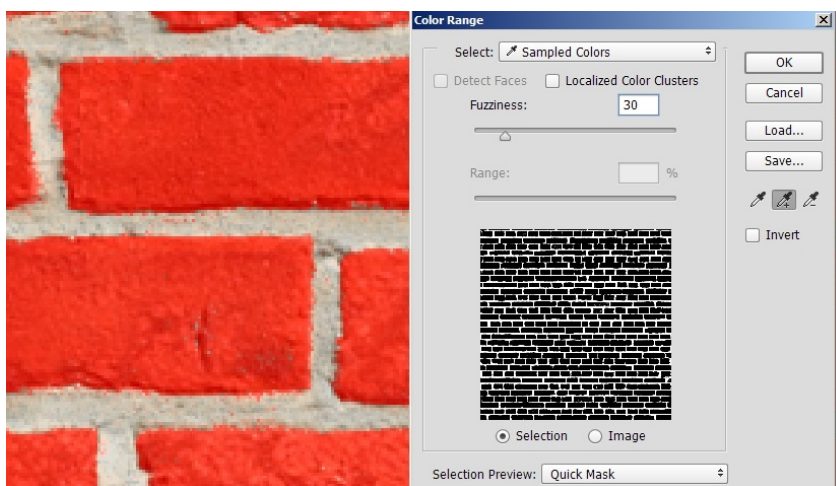 Color Range
Select: Sampled Colors
Detect Faces Localized Color Clusters
Fuzziness: 30
Range: %
Selection Image
Selection Preview: Quick Mask
OK
Cancel
Load...
Save...
Invert